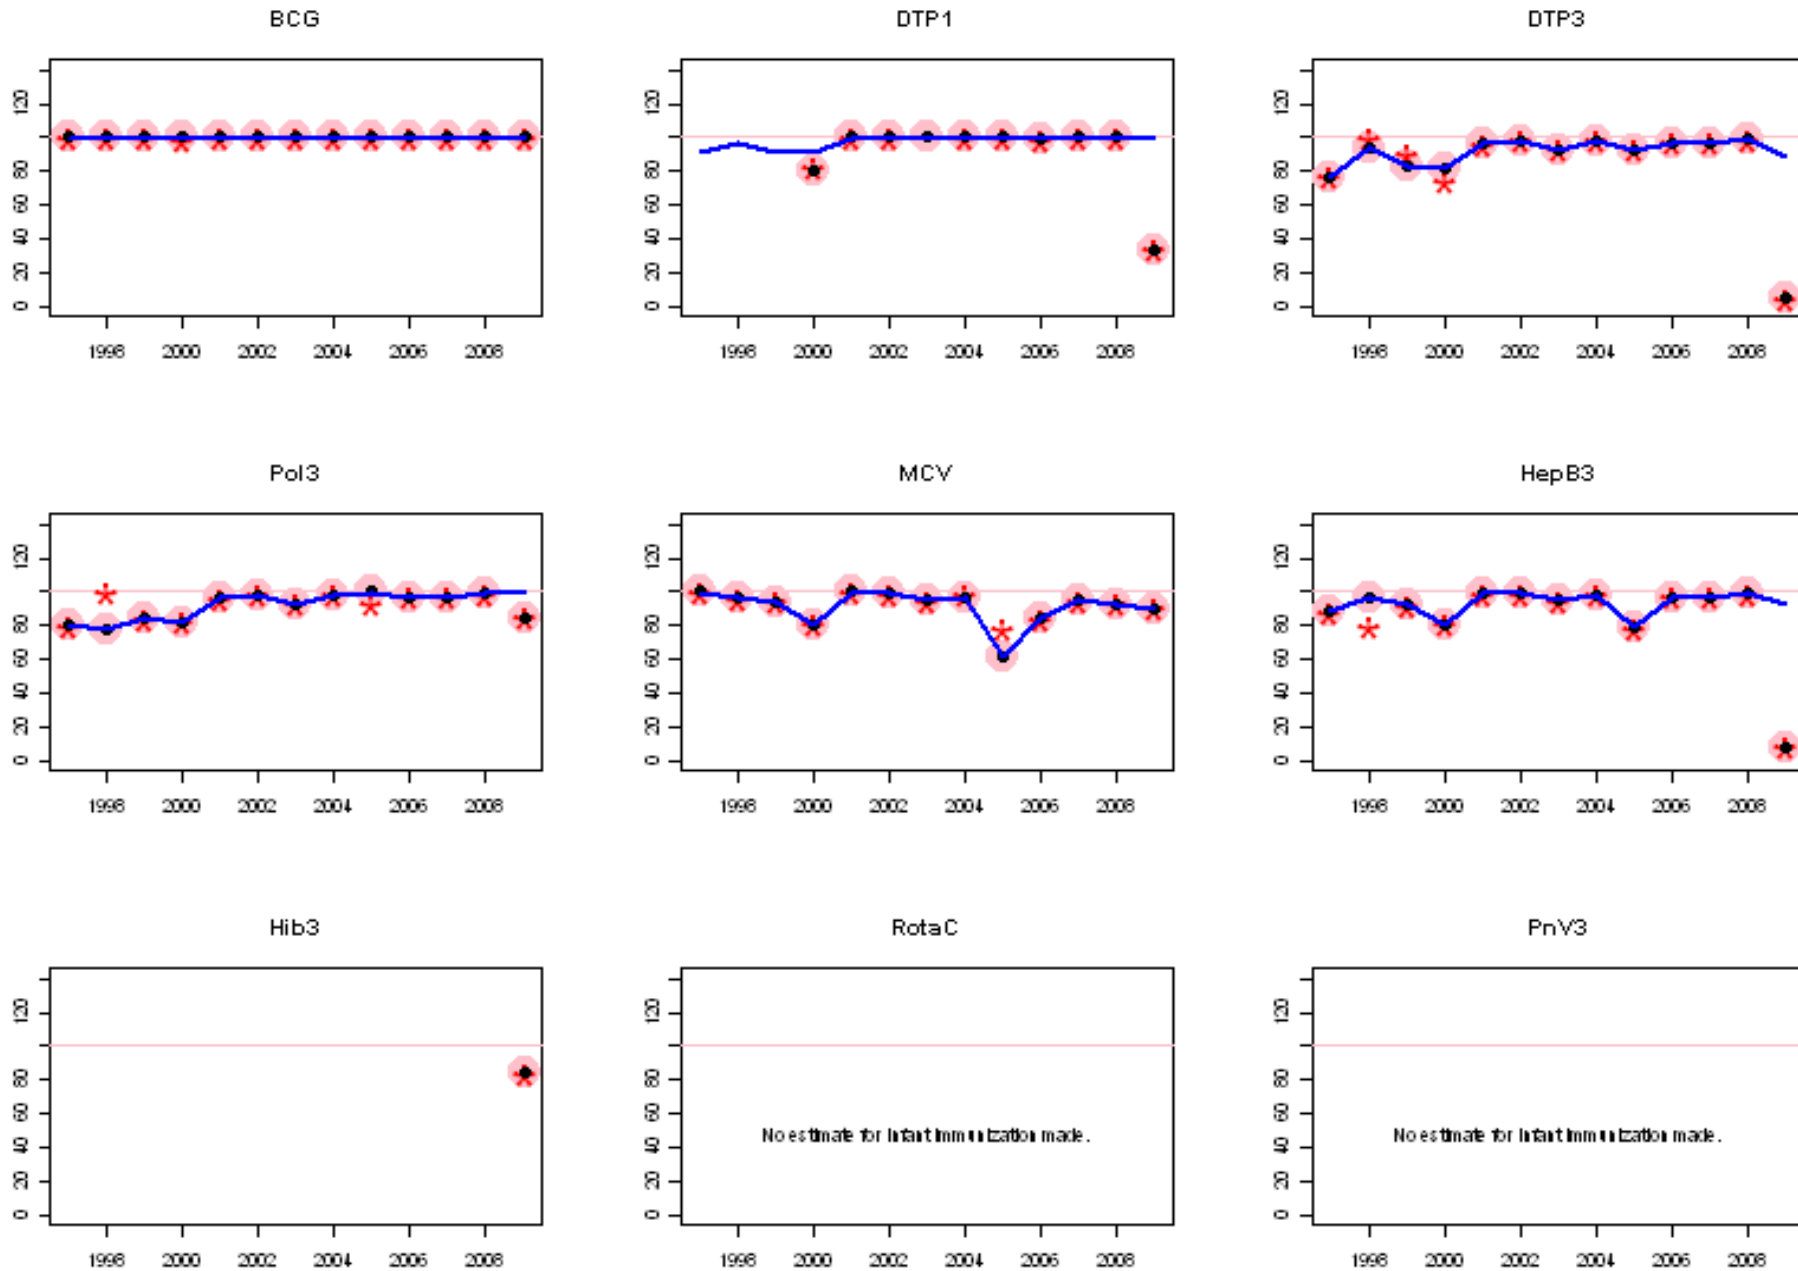 BCG DTP1 DTP3
120 120 120
80 80 80
60 60 60
40 40 40
20 20 20
0 0 0
1998 2000 2002 2004 2006 2008 1998 2000 2002 2004 2006 2008 1998 2000 2002 2004 2006 2008
Pol3 MCV HepB3
120 120 120
80 80 80
60 60 60
40 40 40
20 20 20
0 0 0
1998 2000 2002 2004 2006 2008 1998 2000 2002 2004 2006 2008 1998 2000 2002 2004 2006 2008
Hib3 RotaC PnV3
120 120 120
80 80 80
60 60 60
No estimate for infant immunization made. No estimate for infant immunization made.
40 40 40
20 20 20
0 0 0
1998 2000 2002 2004 2006 2008 1998 2000 2002 2004 2006 2008 1998 2000 2002 2004 2006 2008